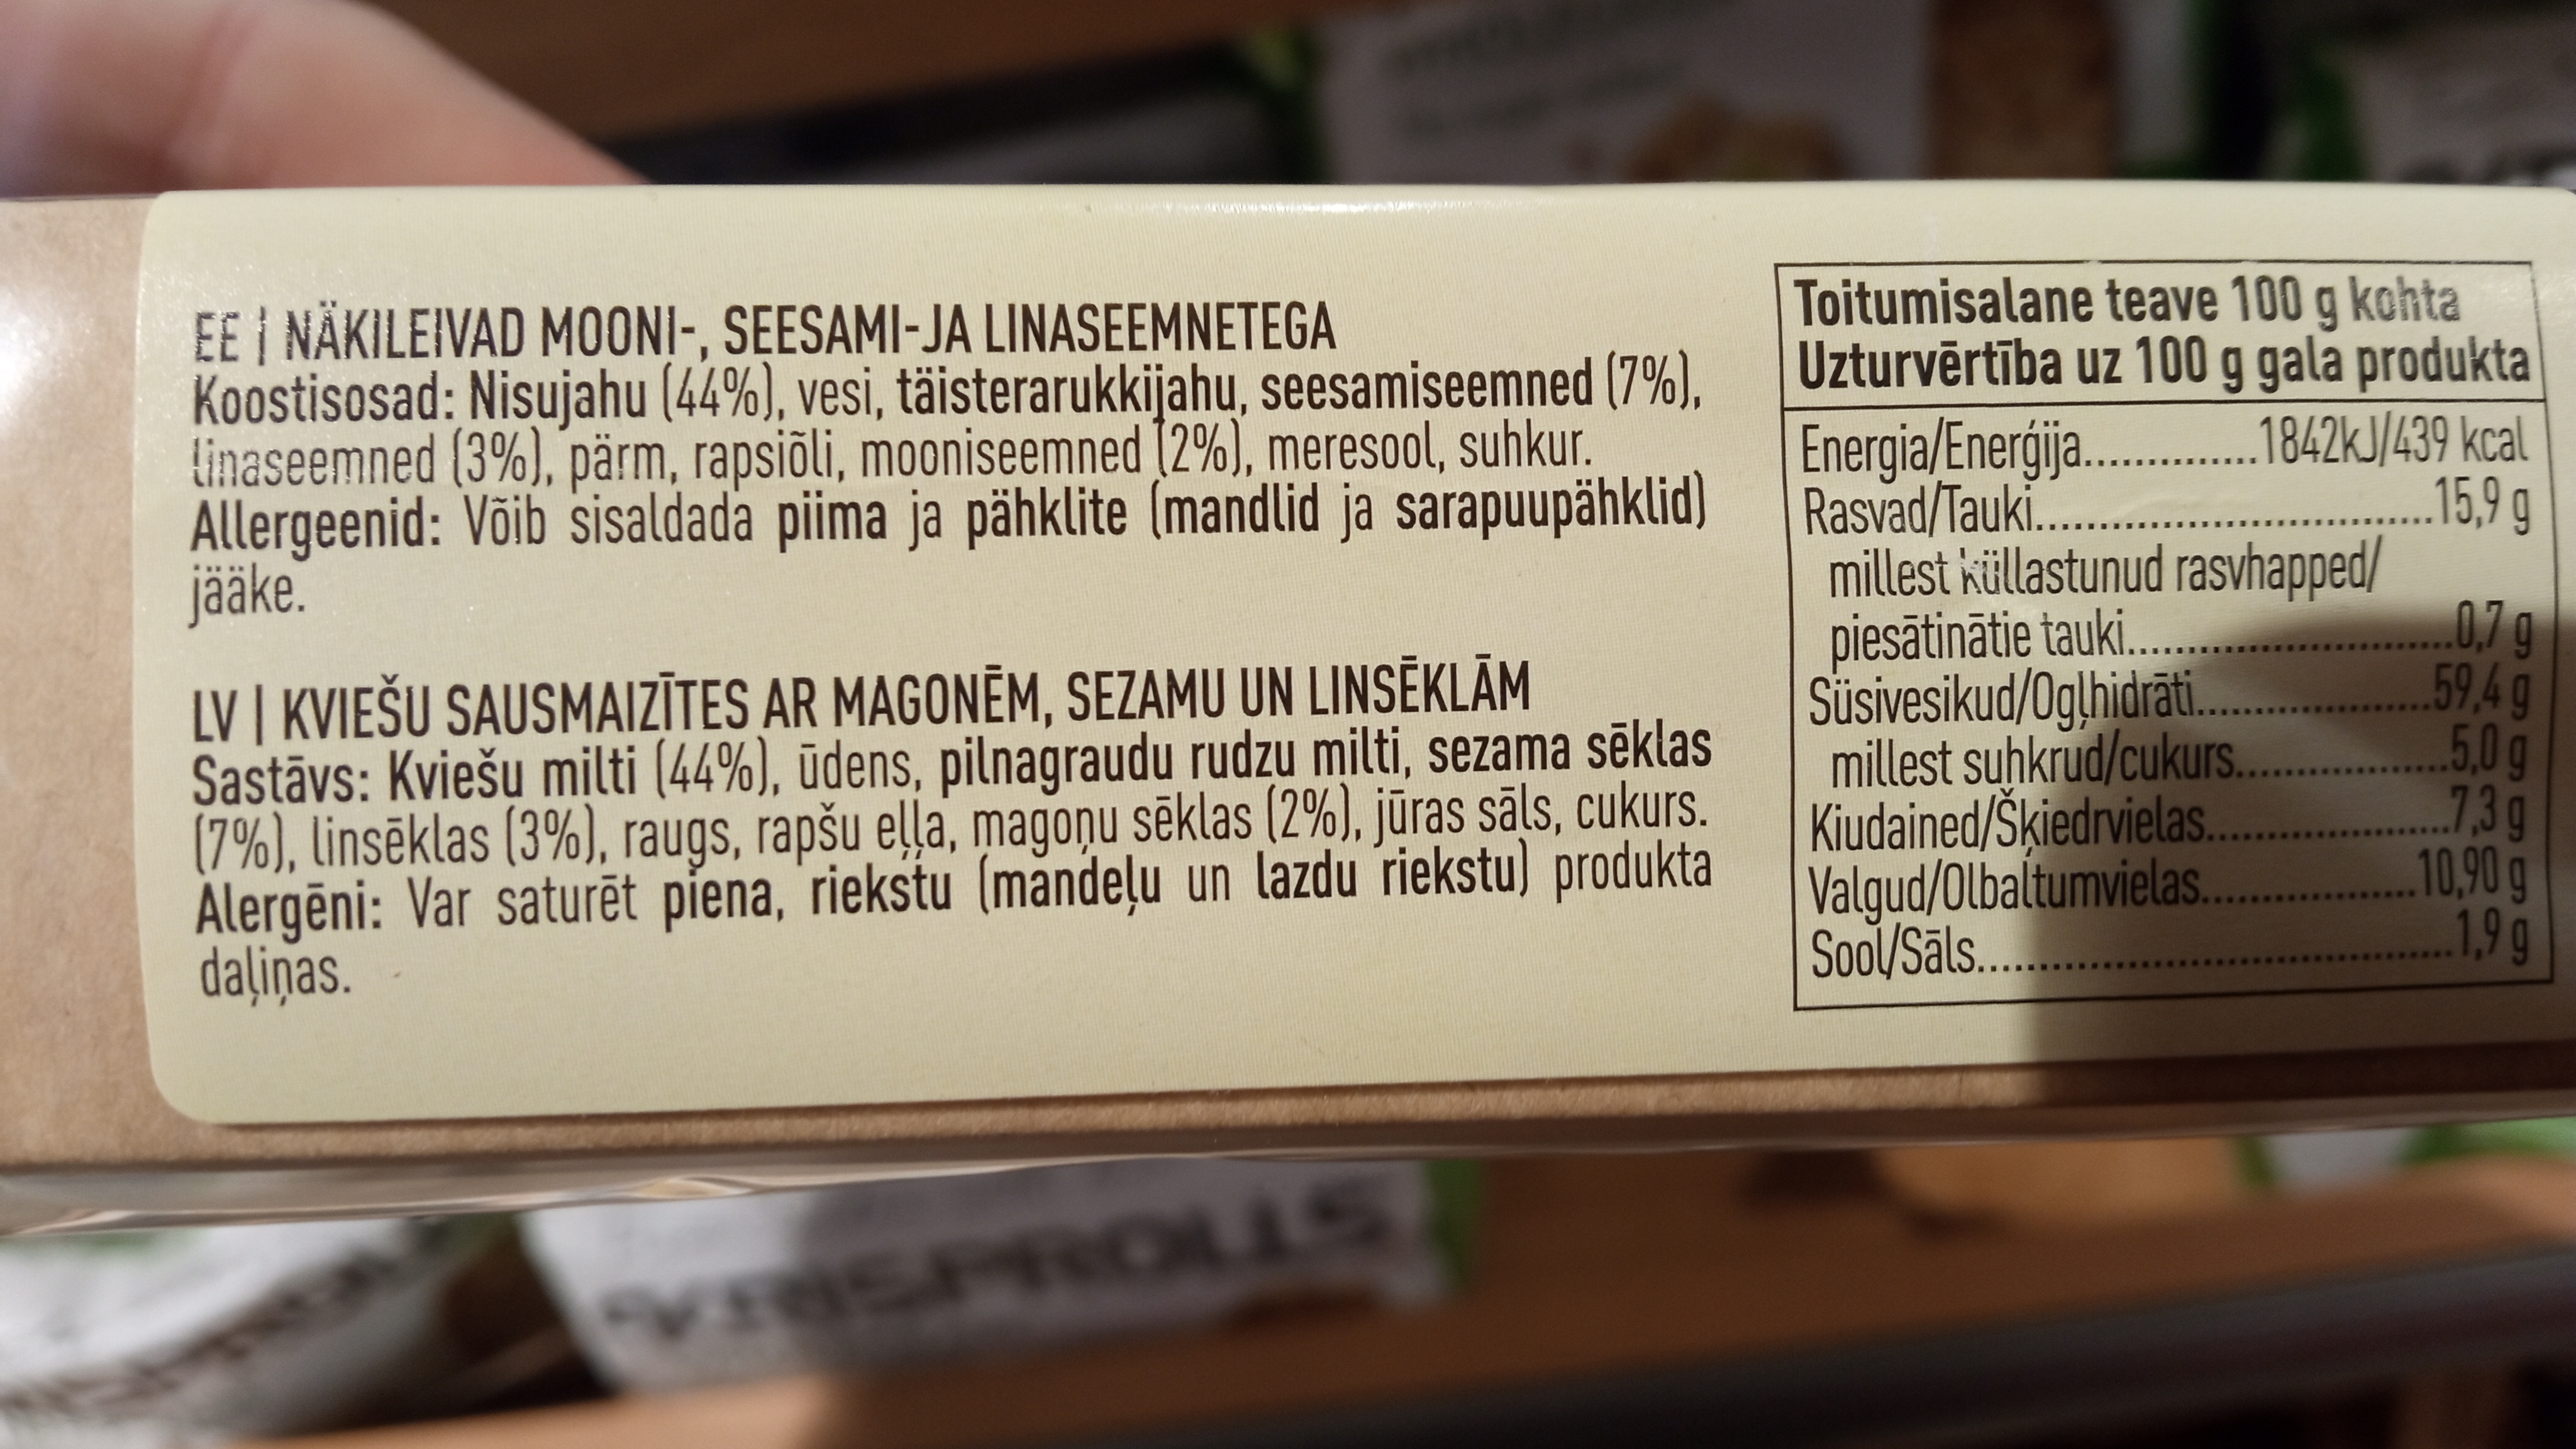 EE | NÄKILEIVAD MOONI-, SEESAMI-JA LINASEEMNETEGA
Koostisosad: Nisujahu (44%), vesi, täisterarukkijahu, seesamiseemned (7%),
linaseemned (3%), pärm, rapsiõli, mooniseemned (2%), meresool, suhkur.
Allergeenid: Võib sisaldada piima ja pähklite (mandlid ja sarapuupähklid)
jääke.
LV | KVIEŠU SAUSMAIZĪTES AR MAGONĒM, SEZAMU UN LINSĒKLĀM
Sastāvs: Kviešu milti (44%), ūdens, pilnagraudu rudzu milti, sezama sēklas
(7%), linsēklas (3%), raugs, rapšu eļļa, magoņu sēklas (2%), jūras sāls, cukurs.
Alergēni: Var saturēt piena, riekstu (mandeļu un lazdu riekstu) produkta
daļiņas.
Toitumisalane teave 100 g kohta
Uzturvērtība uz 100 g gala produkta
Energia/Enerģija..............1842kJ/439 kcal
Rasvad/Tauki..............................15,9 g
millest küllastunud rasvhapped/
piesātinātie tauki........................0,7 g
Süsivesikud/Ogļhidrāti..................59,4 g
millest suhkrud/cukurs................5,0 g
Kiudained/Šķiedrvielas..................7,3 g
Valgud/Olbaltumvielas................10,90 g
Sool/Sāls....................................1,9 g
KRISPROLLS